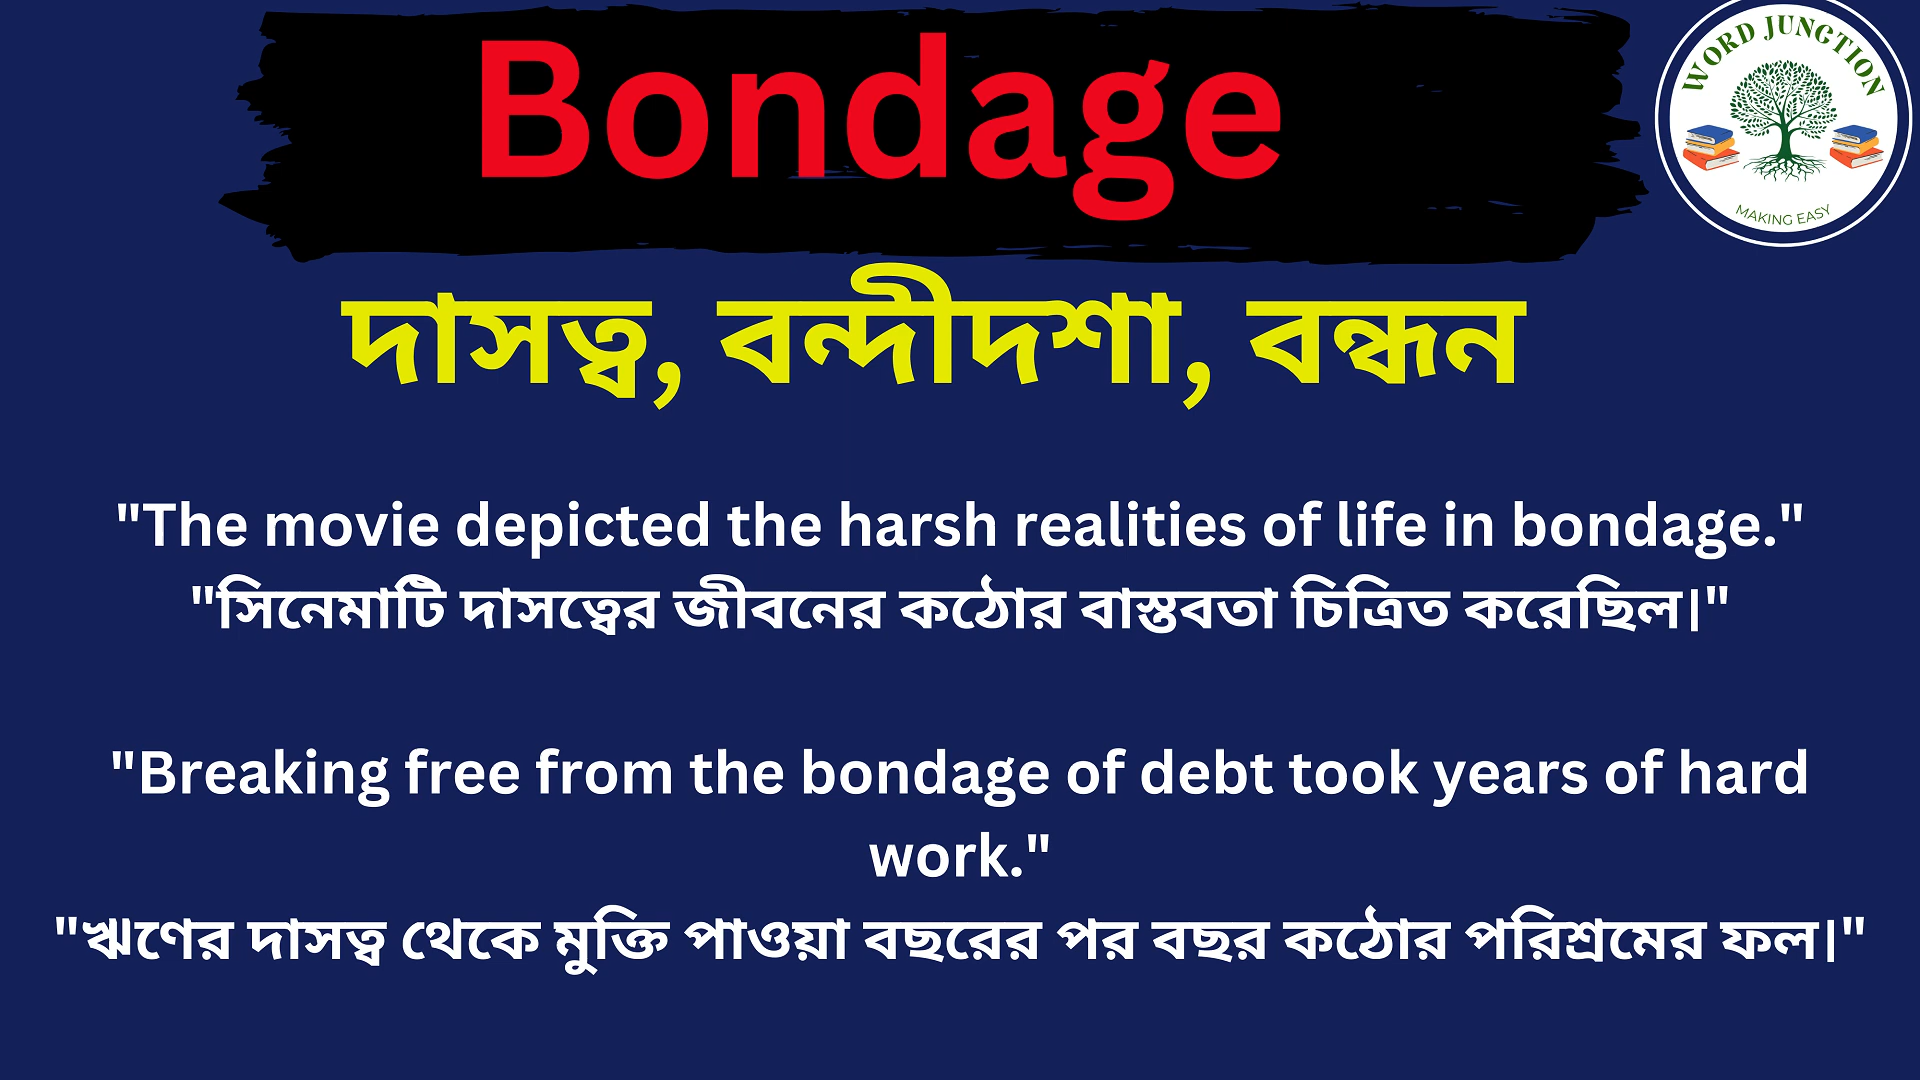 Bondage
WORD JUNCTION
MAKING EASY
দাসত্ব, বন্দীদশা, বন্ধন
"The movie depicted the harsh realities of life in bondage."
"সিনেমাটি দাসত্বের জীবনের কঠোর বাস্তবতা চিত্রিত করেছিল।"
"Breaking free from the bondage of debt took years of hard
work."
"ঋণের দাসত্ব থেকে মুক্তি পাওয়া বছরের পর বছর কঠোর পরিশ্রমের ফল।"